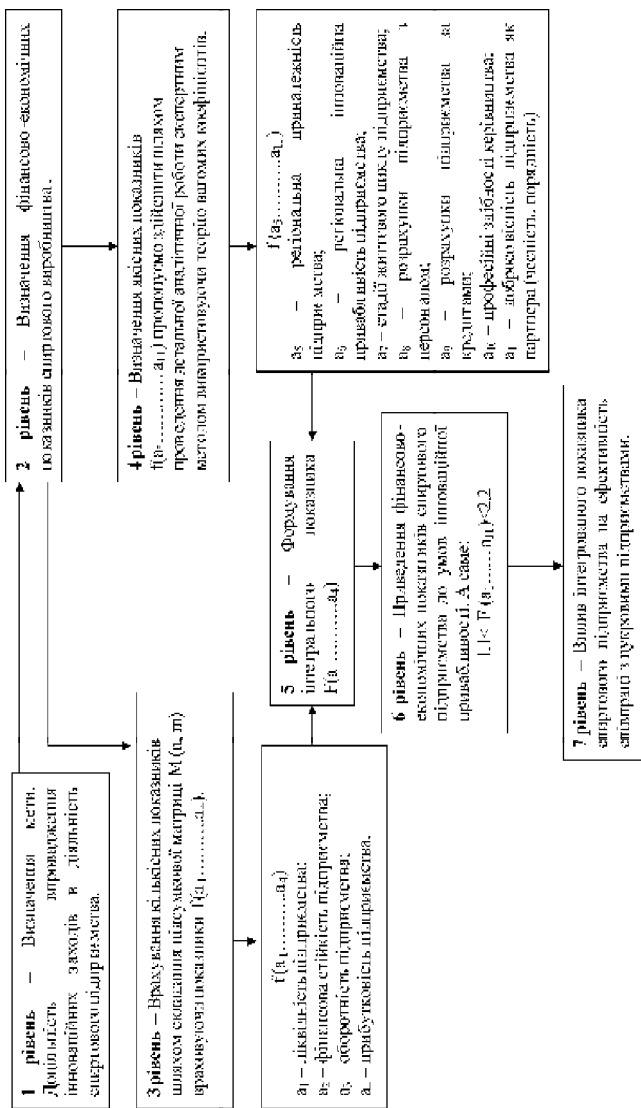 1 рівень – Визначення мети.
Доцільність впровадження
інноваційних заходів в діяльність
спиртового підприємства.
2 рівень – Визначення фінансово-економічних
показників спиртового виробництва.
3 рівень – Врахування кількісних показників
шляхом складання підсумкової матриці M (n, m)
враховуючи показники f(a₁………a₄).
4 рівень – Визначення якісних показників
f(a₅………a₁₁) пропонуємо здійснити шляхом
проведення детальної аналітичної роботи експертним
методом використовуючи теорію вагомих коефіцієнтів.
f(a₁………a₄)
a₁ – ліквідність підприємства;
a₂ – фінансова стійкість підприємства;
a₃ – оборотність підприємства;
a₄ – прибутковість підприємства.
5 рівень – Формування
інтегрального показника
F(a…………a₄)
f(a₅………a₁₁)
a₅ – регіональна приналежність
підприємства;
a₆ – регіональна інноваційна
привабливість підприємства;
a₇ – стадії життєвого циклу підприємства;
a₈ – розрахунки підприємства з
персоналом;
a₉ – розрахунки підприємства за
кредитами;
a₁₀ – професійні здібності керівництва;
a₁ – добросовісність підприємства як
партнера (чесність, порядність)
6 рівень – Приведення фінансово-
економічних показників спиртового
підприємства до умов інноваційної
привабливості. А саме:
1,1< F (a₁……a₁₁)<2,2
7 рівень – Вплив інтегрованого показника
спиртового підприємства на ефективність
співпраці з цукровими підприємствами.